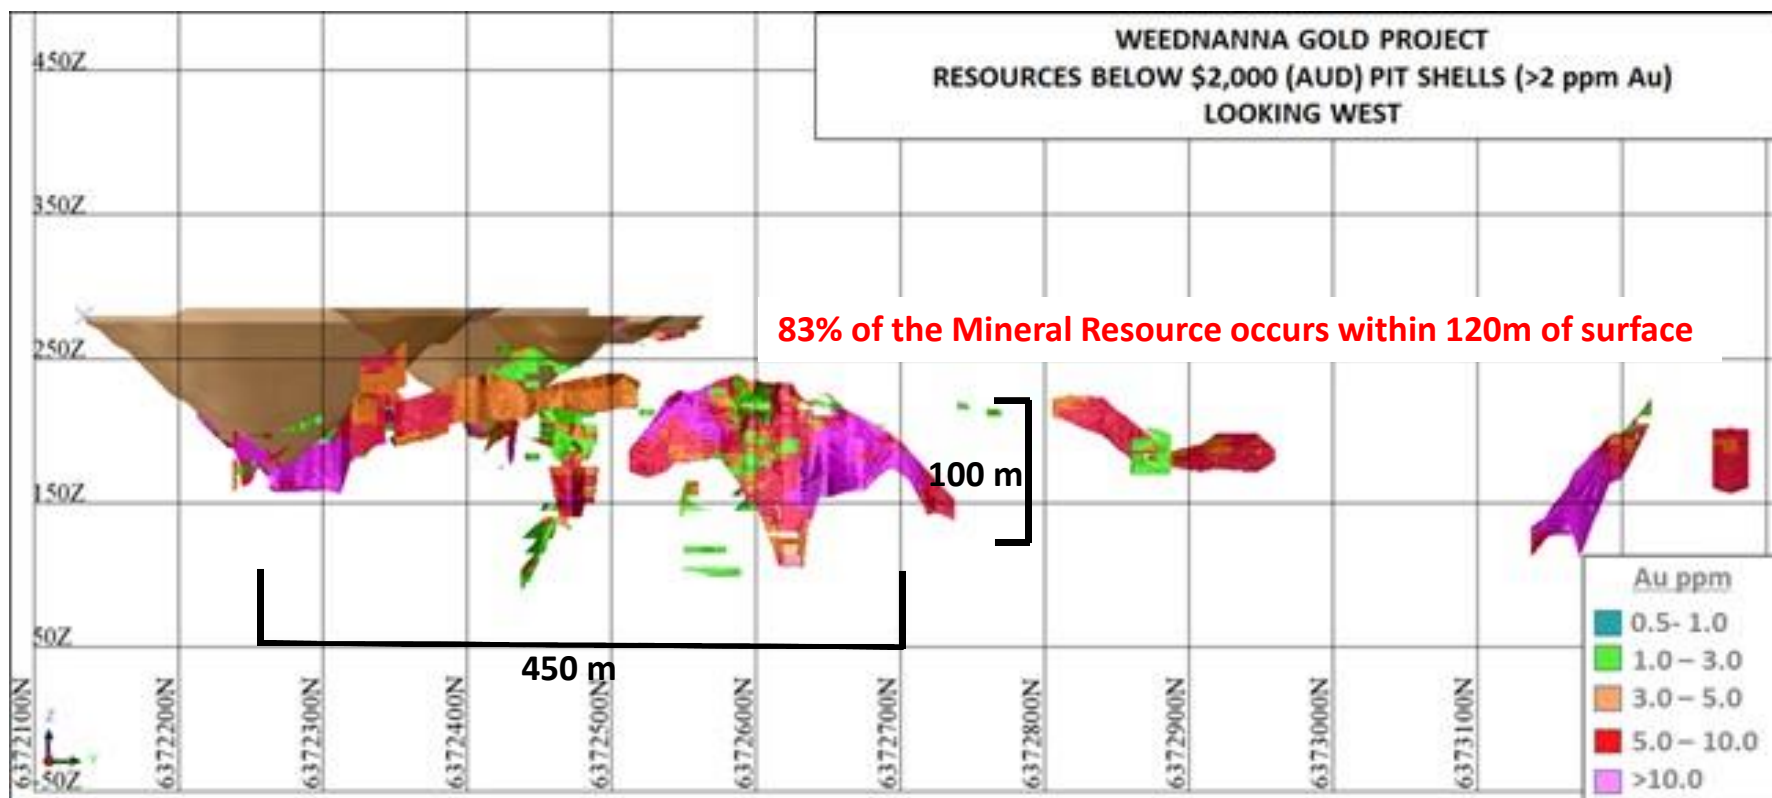 WEEDNANNA GOLD PROJECT
RESOURCES BELOW $2,000 (AUD) PIT SHELLS (>2 ppm Au)
LOOKING WEST
450Z
350Z
83% of the Mineral Resource occurs within 120m of surface
250Z
100 m
150Z
50Z
450 m
-50Z
6372100N
6372200N
6372300N
6372400N
6372500N
6372600N
6372700N
6372800N
6372900N
6373000N
6373100N
Au ppm
0.5- 1.0
1.0 – 3.0
3.0 – 5.0
5.0 – 10.0
>10.0